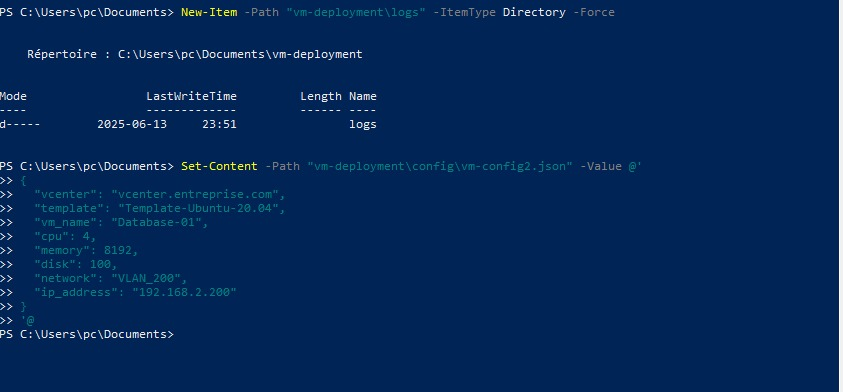 PS C:\Users\pc\Documents> New-Item -Path "vm-deployment\logs" -ItemType Directory -Force
Répertoire : C:\Users\pc\Documents\vm-deployment
Mode LastWriteTime Length Name
---- ------------- ------ ----
d----- 2025-06-13 23:51 logs
PS C:\Users\pc\Documents> Set-Content -Path "vm-deployment\config\vm-config2.json" -Value @'
>> {
>>   "vcenter": "vcenter.entreprise.com",
>>   "template": "Template-Ubuntu-20.04",
>>   "vm_name": "Database-01",
>>   "cpu": 4,
>>   "memory": 8192,
>>   "disk": 100,
>>   "network": "VLAN_200",
>>   "ip_address": "192.168.2.200"
>> }
>> '@
PS C:\Users\pc\Documents>